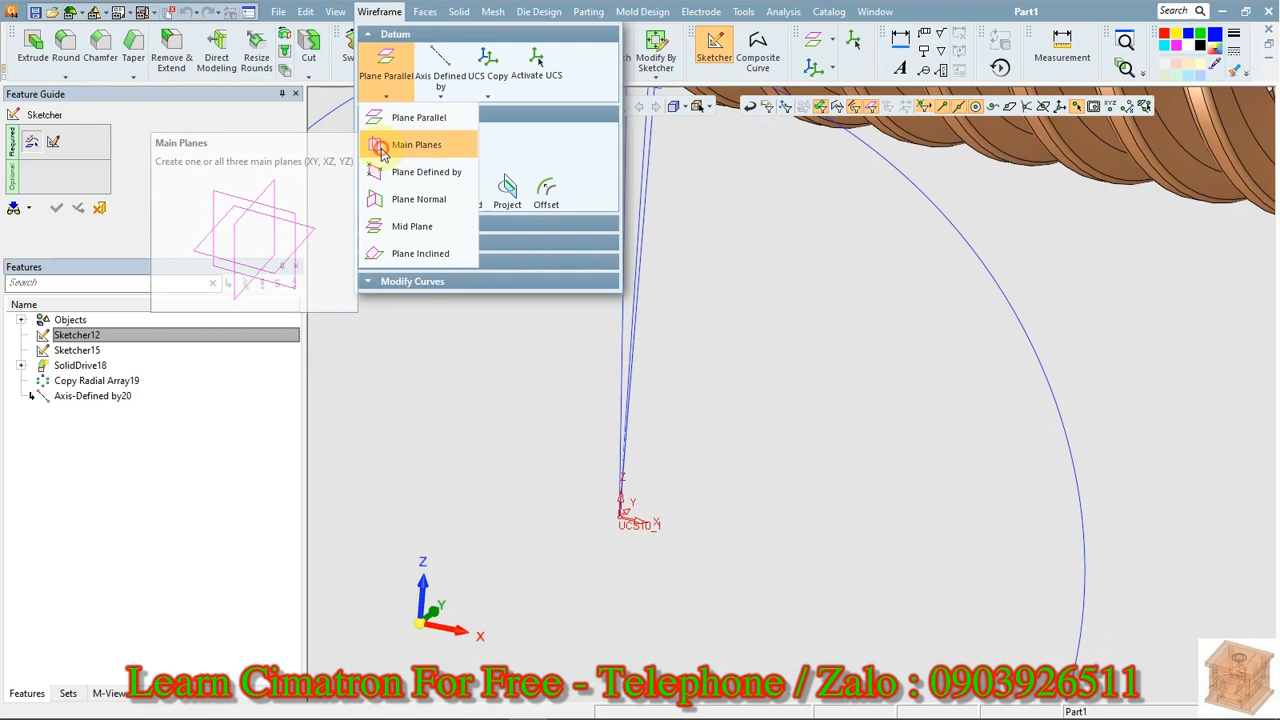 File Edit View Wireframe Faces Solid Mesh Die Design Parting Mold Design Electrode Tools Analysis Catalog Window Part1 Search
Datum
Extrude Round Chamfer Taper Remove & Extend Direct Modeling Resize Rounds Cut
Plane Parallel Axis Defined by UCS Copy Activate UCS
Modify By Sketcher Sketcher Composite Curve Measurement
Feature Guide
Sketcher
Required
Optional
Main Planes
Create one or all three main planes (XY, XZ, YZ)
Plane Parallel
Main Planes
Plane Defined by
Plane Normal
Mid Plane
Plane Inclined
Project Offset
Modify Curves
Features
Search
Name
Objects
Sketcher12
Sketcher15
SolidDrive18
Copy Radial Array19
Axis-Defined by20
Z
Y
X
UCS10_1
Z
Y
X
Learn Cimatron For Free - Telephone / Zalo : 0903926511
Features Sets M-View
Part1